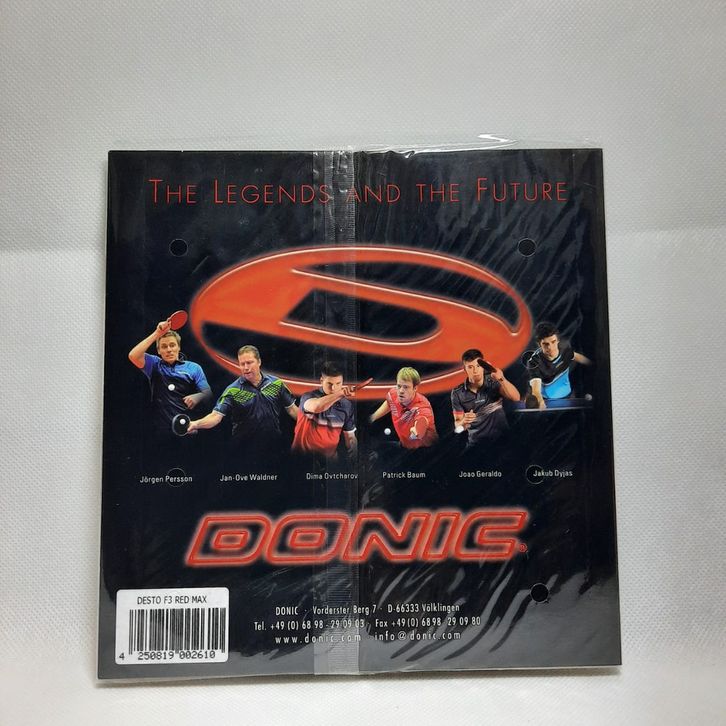 THE LEGENDS AND THE FUTURE
Jörgen Persson Jan-Ove Waldner Dima Ovtcharov Patrick Baum Joao Geraldo Jakub Dyjas
DONIC®
DESTO F3 RED MAX
4 250819 002610
DONIC · Vorderster Berg 7 · D-66333 Völklingen
Tel. +49 (0) 68 98 - 29 09 03 Fax +49 (0) 68 98 29 09 80
www.donic.com info@donic.com